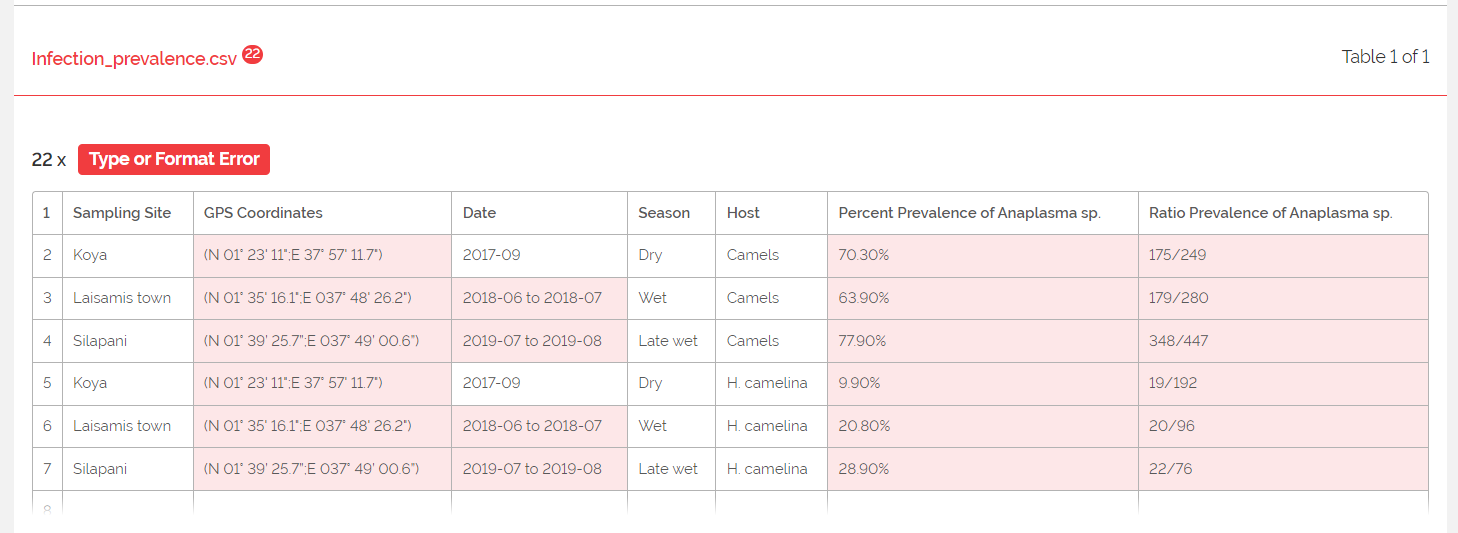 Infection_prevalence.csv 22
Table 1 of 1
22 x Type or Format Error
1 Sampling Site GPS Coordinates Date Season Host Percent Prevalence of Anaplasma sp. Ratio Prevalence of Anaplasma sp.
2 Koya (N 01° 23' 11";E 37° 57' 11.7") 2017-09 Dry Camels 70.30% 175/249
3 Laisamis town (N 01° 35' 16.1";E 037° 48' 26.2") 2018-06 to 2018-07 Wet Camels 63.90% 179/280
4 Silapani (N 01° 39' 25.7";E 037° 49' 00.6") 2019-07 to 2019-08 Late wet Camels 77.90% 348/447
5 Koya (N 01° 23' 11";E 37° 57' 11.7") 2017-09 Dry H. camelina 9.90% 19/192
6 Laisamis town (N 01° 35' 16.1";E 037° 48' 26.2") 2018-06 to 2018-07 Wet H. camelina 20.80% 20/96
7 Silapani (N 01° 39' 25.7";E 037° 49' 00.6") 2019-07 to 2019-08 Late wet H. camelina 28.90% 22/76
8